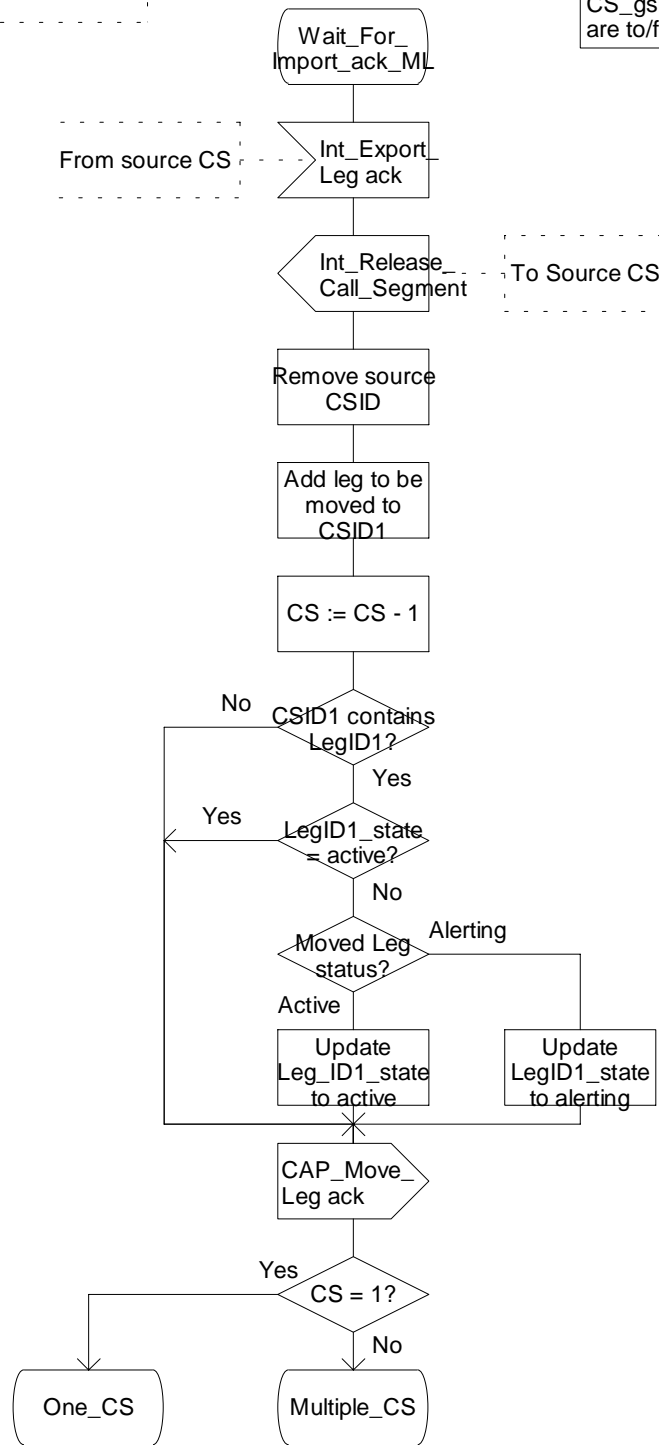 CS_gs
are to/f
Wait_For_
Import_ack_ML
From source CS
Int_Export_
Leg ack
Int_Release_
Call_Segment
To Source CS
Remove source
CSID
Add leg to be
moved to
CSID1
CS := CS - 1
No
CSID1 contains
LegID1?
Yes
Yes
LegID1_state
= active?
No
Moved Leg
status?
Alerting
Active
Update
Leg_ID1_state
to active
Update
LegID1_state
to alerting
CAP_Move_
Leg ack
Yes
CS = 1?
No
One_CS
Multiple_CS